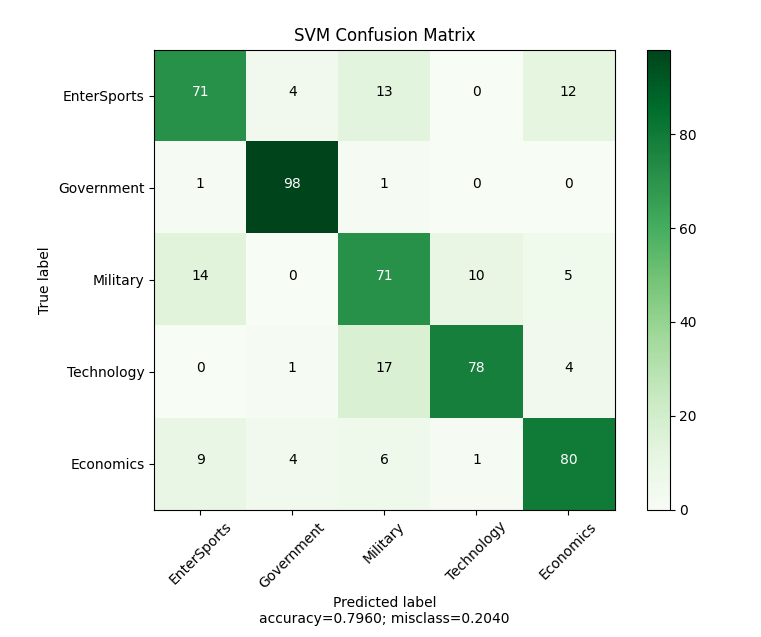 SVM Confusion Matrix
EnterSports 71 4 13 0 12
Government 1 98 1 0 0
Military 14 0 71 10 5
Technology 0 1 17 78 4
Economics 9 4 6 1 80
True label
EnterSports Government Military Technology Economics
Predicted label
accuracy=0.7960; misclass=0.2040
80
60
40
20
0